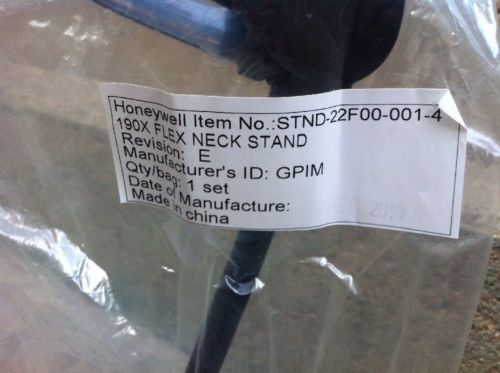 Honeywell Item No.:STND-22F00-001-4
190X FLEX NECK STAND
Revision: E
Manufacturer's ID: GPIM
Qty/bag: 1 set
Date of Manufacture:
Made in china